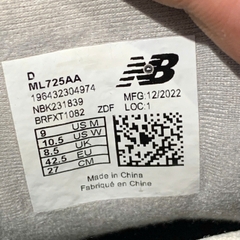 D
ML725AA
196432304974
NBK231839
BRFXT1082 ZDF
NB
MFG:12/2022
LOC:1
9 US M
10.5 US W
8.5 UK
42.5 EU
27 CM
Made in China
Fabriqué en Chine